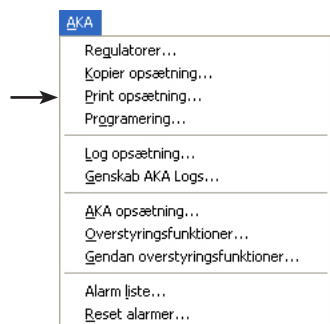 AKA
Regulatorer...
Kopier opsætning...
Print opsætning...
Programering...
Log opsætning...
Genskab AKA Logs...
AKA opsætning...
Overstyringsfunktioner...
Gendan overstyringsfunktioner...
Alarm liste...
Reset alarmer...